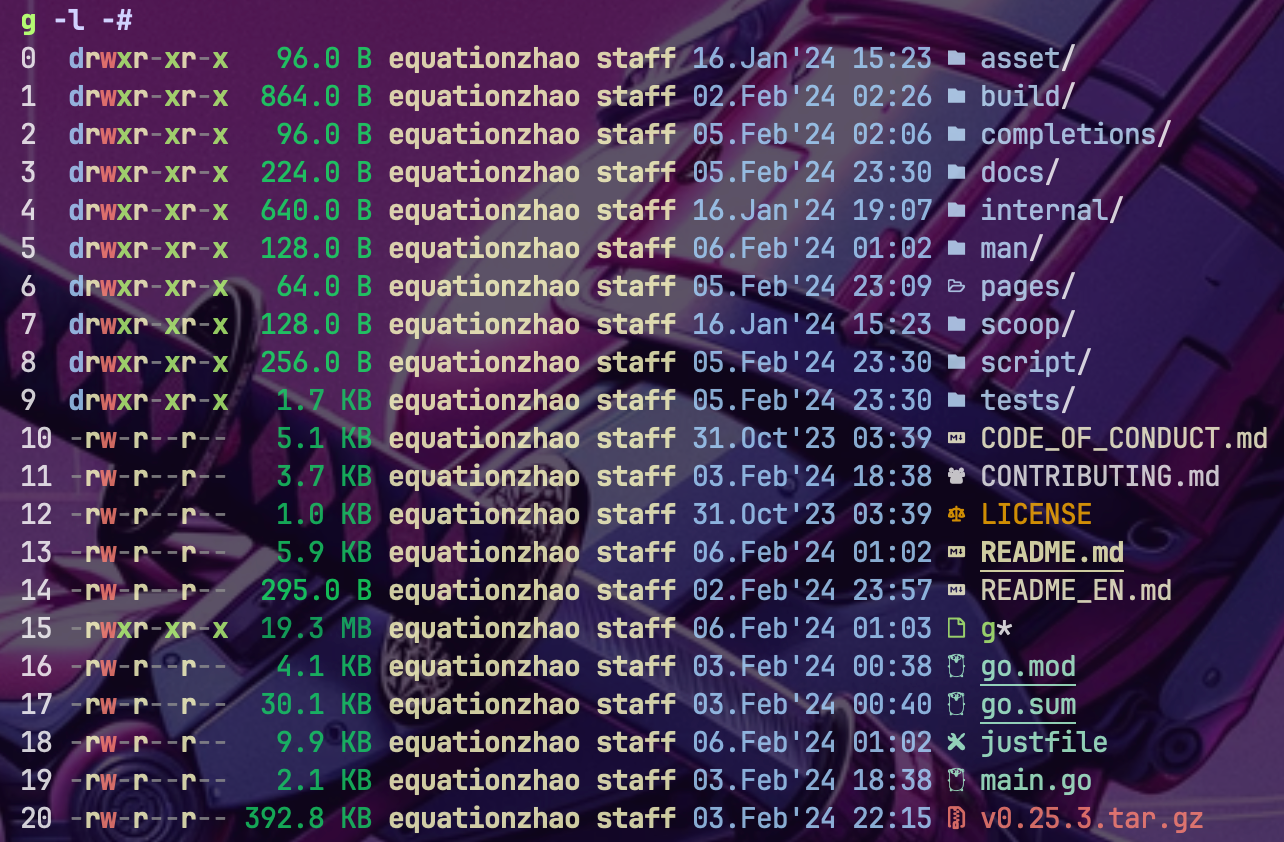 g -l -#
0 drwxr-xr-x 96.0 B equationzhao staff 16.Jan'24 15:23 asset/
1 drwxr-xr-x 864.0 B equationzhao staff 02.Feb'24 02:26 build/
2 drwxr-xr-x 96.0 B equationzhao staff 05.Feb'24 02:06 completions/
3 drwxr-xr-x 224.0 B equationzhao staff 05.Feb'24 23:30 docs/
4 drwxr-xr-x 640.0 B equationzhao staff 16.Jan'24 19:07 internal/
5 drwxr-xr-x 128.0 B equationzhao staff 06.Feb'24 01:02 man/
6 drwxr-xr-x 64.0 B equationzhao staff 05.Feb'24 23:09 pages/
7 drwxr-xr-x 128.0 B equationzhao staff 16.Jan'24 15:23 scoop/
8 drwxr-xr-x 256.0 B equationzhao staff 05.Feb'24 23:30 script/
9 drwxr-xr-x 1.7 KB equationzhao staff 05.Feb'24 23:30 tests/
10 -rw-r--r-- 5.1 KB equationzhao staff 31.Oct'23 03:39 CODE_OF_CONDUCT.md
11 -rw-r--r-- 3.7 KB equationzhao staff 03.Feb'24 18:38 CONTRIBUTING.md
12 -rw-r--r-- 1.0 KB equationzhao staff 31.Oct'23 03:39 LICENSE
13 -rw-r--r-- 5.9 KB equationzhao staff 06.Feb'24 01:02 README.md
14 -rw-r--r-- 295.0 B equationzhao staff 02.Feb'24 23:57 README_EN.md
15 -rwxr-xr-x 19.3 MB equationzhao staff 06.Feb'24 01:03 g*
16 -rw-r--r-- 4.1 KB equationzhao staff 03.Feb'24 00:38 go.mod
17 -rw-r--r-- 30.1 KB equationzhao staff 03.Feb'24 00:40 go.sum
18 -rw-r--r-- 9.9 KB equationzhao staff 06.Feb'24 01:02 justfile
19 -rw-r--r-- 2.1 KB equationzhao staff 03.Feb'24 18:38 main.go
20 -rw-r--r-- 392.8 KB equationzhao staff 03.Feb'24 22:15 v0.25.3.tar.gz